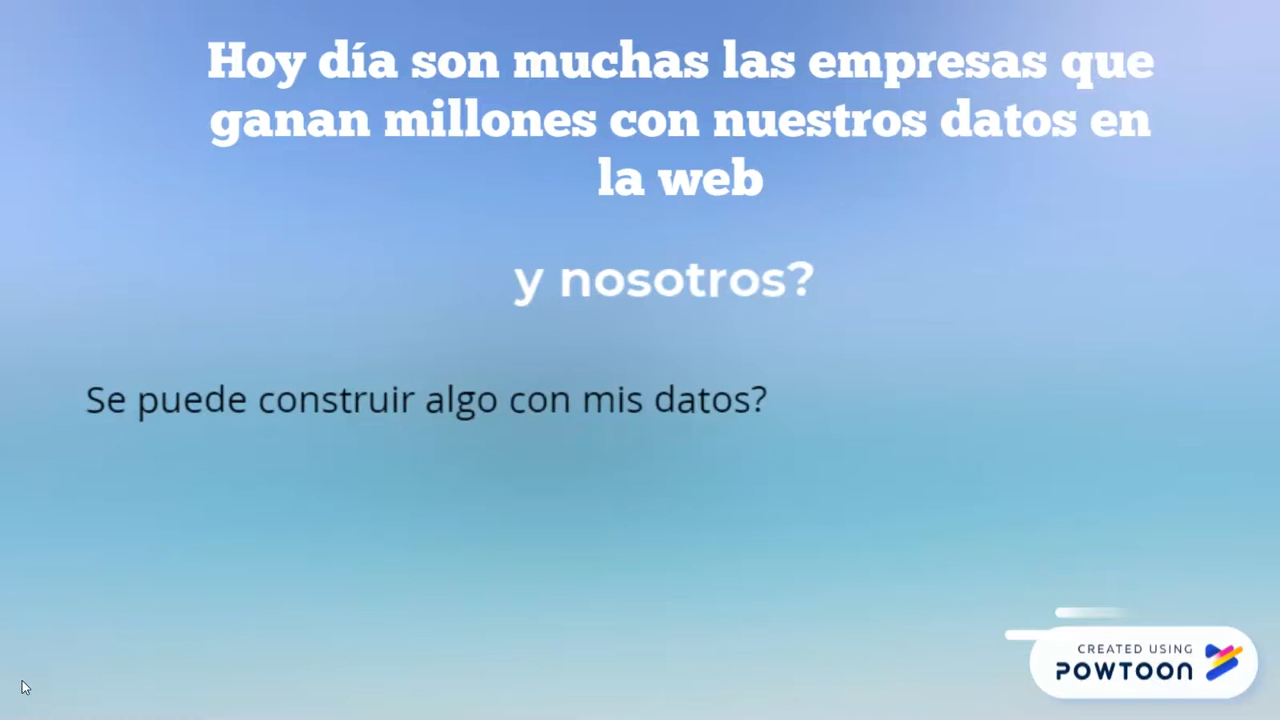 Hoy día son muchas las empresas que
ganan millones con nuestros datos en
la web
y nosotros?
Se puede construir algo con mis datos?
CREATED USING
POWTOON